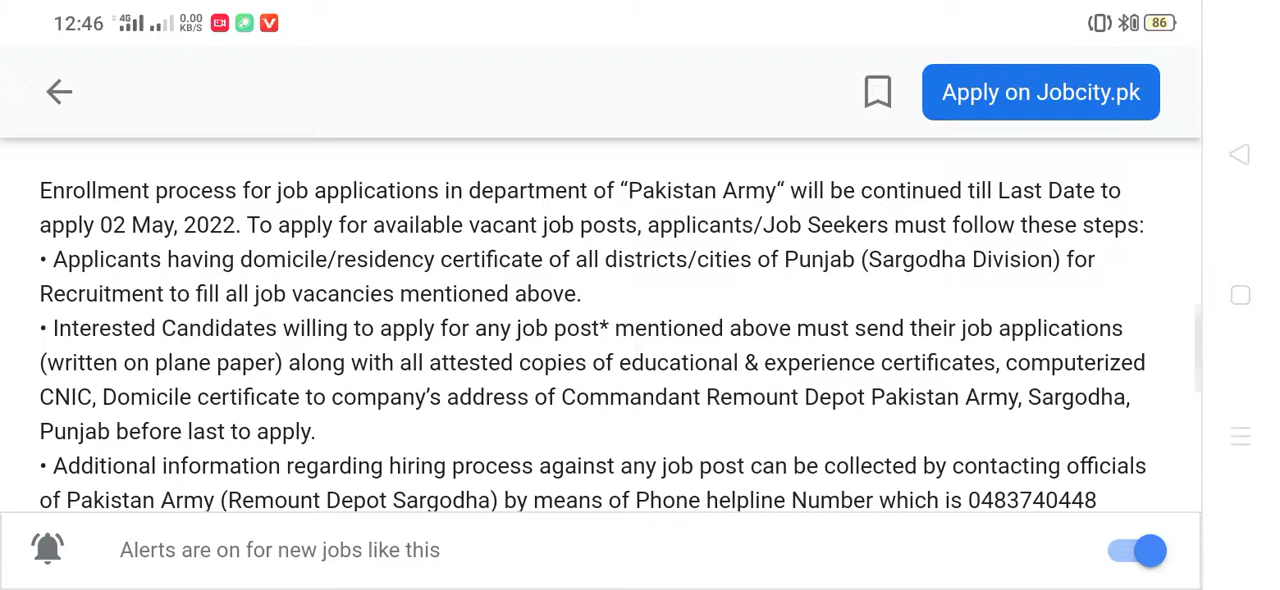 12:46 4G 0.00 KB/S 86
Apply on Jobcity.pk
Enrollment process for job applications in department of “Pakistan Army“ will be continued till Last Date to
apply 02 May, 2022. To apply for available vacant job posts, applicants/Job Seekers must follow these steps:
• Applicants having domicile/residency certificate of all districts/cities of Punjab (Sargodha Division) for
Recruitment to fill all job vacancies mentioned above.
• Interested Candidates willing to apply for any job post* mentioned above must send their job applications
(written on plane paper) along with all attested copies of educational & experience certificates, computerized
CNIC, Domicile certificate to company’s address of Commandant Remount Depot Pakistan Army, Sargodha,
Punjab before last to apply.
• Additional information regarding hiring process against any job post can be collected by contacting officials
of Pakistan Army (Remount Depot Sargodha) by means of Phone helpline Number which is 0483740448
Alerts are on for new jobs like this